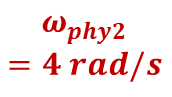 ω_phy2
= 4 rad/s